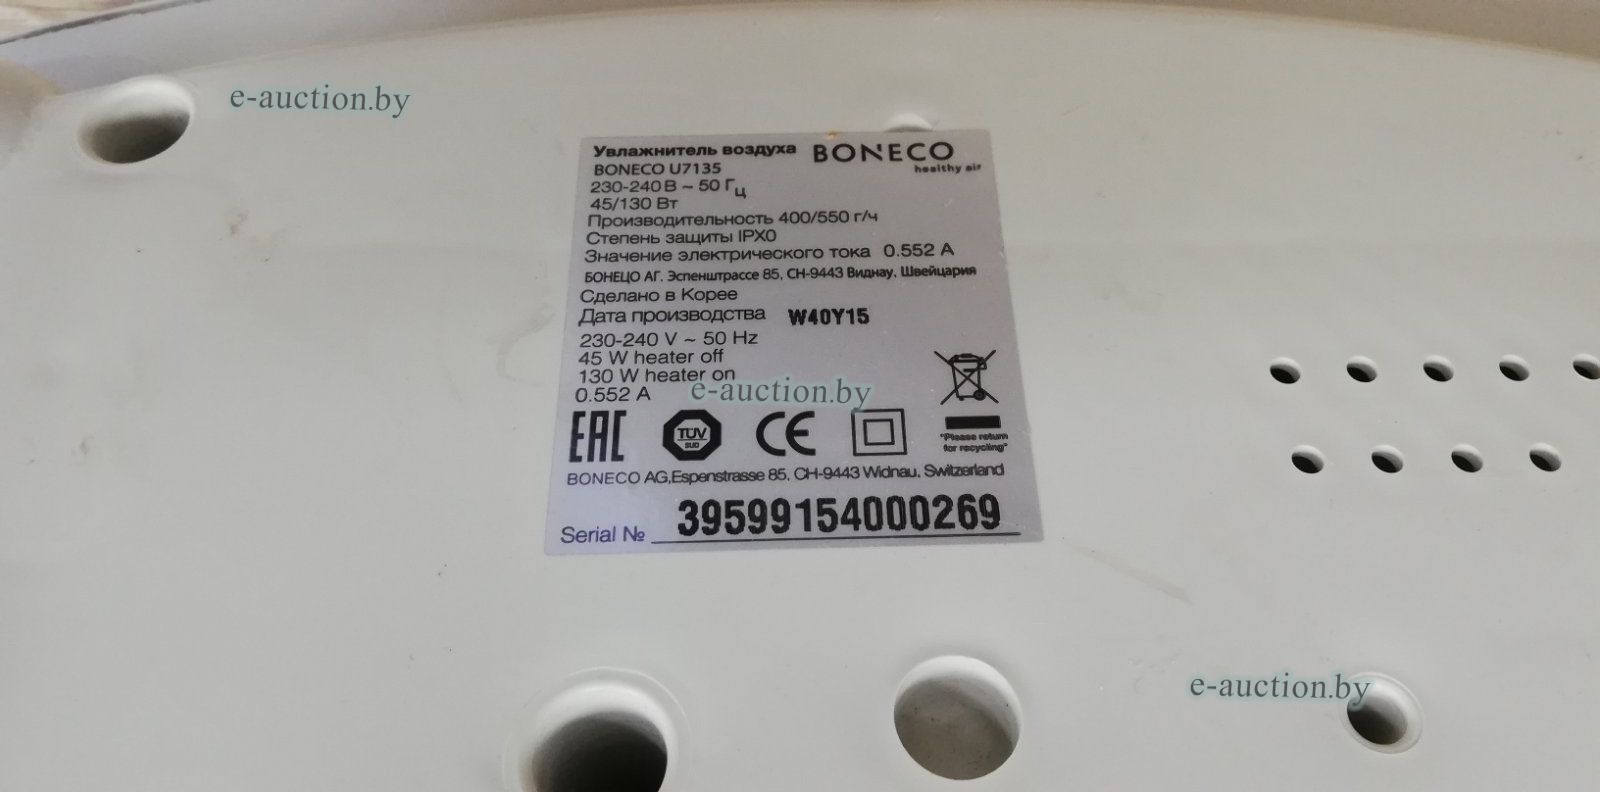 e-auction.by
Увлажнитель воздуха BONECO
BONECO U7135 healthy air
230-240 В ~ 50 Гц
45/130 Вт
Производительность 400/550 г/ч
Степень защиты IPX0
Значение электрического тока 0.552 А
БОНЕЦО АГ, Эспенштрассе 85, CH-9443 Виднау, Швейцария
Сделано в Корее
Дата производства W40Y15
230-240 V ~ 50 Hz
45 W heater off
130 W heater on
e-auction.by
0.552 A
EAC TÜV SUD CE
"Please return
for recycling"
BONECO AG,Espenstrasse 85, CH-9443 Widnau, Switzerland
Serial № 39599154000269
e-auction.by